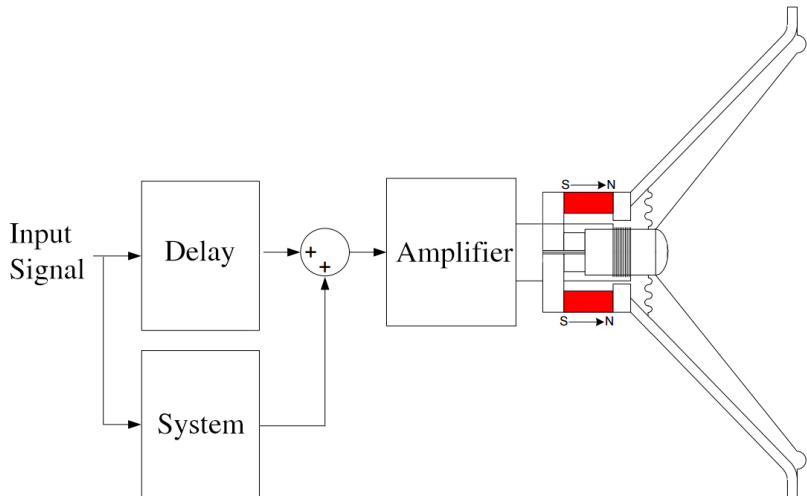 S N
Input
Signal
Delay
+
+
Amplifier
S N
System